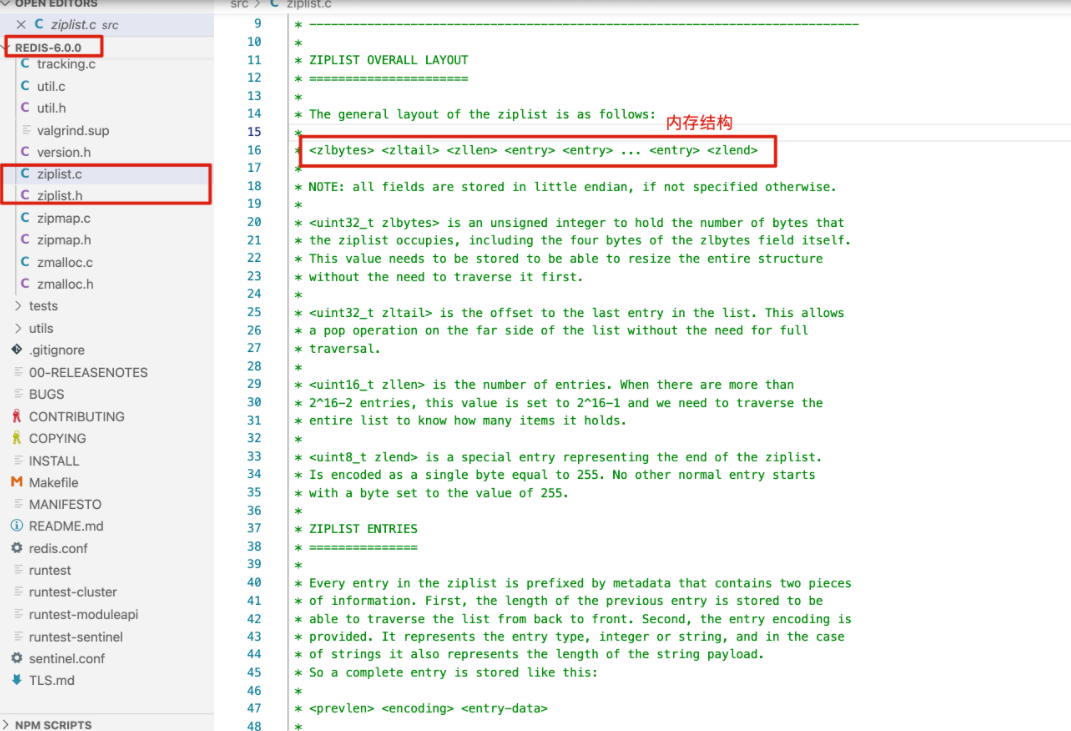 OPEN EDITORS
ziplist.c src
REDIS-6.0.0
tracking.c
util.c
util.h
valgrind.sup
version.h
ziplist.c
ziplist.h
zipmap.c
zipmap.h
zmalloc.c
zmalloc.h
tests
utils
.gitignore
00-RELEASENOTES
BUGS
CONTRIBUTING
COPYING
INSTALL
Makefile
MANIFESTO
README.md
redis.conf
runtest
runtest-cluster
runtest-moduleapi
runtest-sentinel
sentinel.conf
TLS.md
NPM SCRIPTS
src > C ziplist.c
9 * ----------------------------------------------------------------------------
10 *
11 * ZIPLIST OVERALL LAYOUT
12 * ======================
13 *
14 * The general layout of the ziplist is as follows:
内存结构
15 *
16 * <zlbytes> <zltail> <zllen> <entry> <entry> ... <entry> <zlend>
17 *
18 * NOTE: all fields are stored in little endian, if not specified otherwise.
19 *
20 * <uint32_t zlbytes> is an unsigned integer to hold the number of bytes that
21 * the ziplist occupies, including the four bytes of the zlbytes field itself.
22 * This value needs to be stored to be able to resize the entire structure
23 * without the need to traverse it first.
24 *
25 * <uint32_t zltail> is the offset to the last entry in the list. This allows
26 * a pop operation on the far side of the list without the need for full
27 * traversal.
28 *
29 * <uint16_t zllen> is the number of entries. When there are more than
30 * 2^16-2 entries, this value is set to 2^16-1 and we need to traverse the
31 * entire list to know how many items it holds.
32 *
33 * <uint8_t zlend> is a special entry representing the end of the ziplist.
34 * Is encoded as a single byte equal to 255. No other normal entry starts
35 * with a byte set to the value of 255.
36 *
37 * ZIPLIST ENTRIES
38 * ===============
39 *
40 * Every entry in the ziplist is prefixed by metadata that contains two pieces
41 * of information. First, the length of the previous entry is stored to be
42 * able to traverse the list from back to front. Second, the entry encoding is
43 * provided. It represents the entry type, integer or string, and in the case
44 * of strings it also represents the length of the string payload.
45 * So a complete entry is stored like this:
46 *
47 * <prevlen> <encoding> <entry-data>
48 *